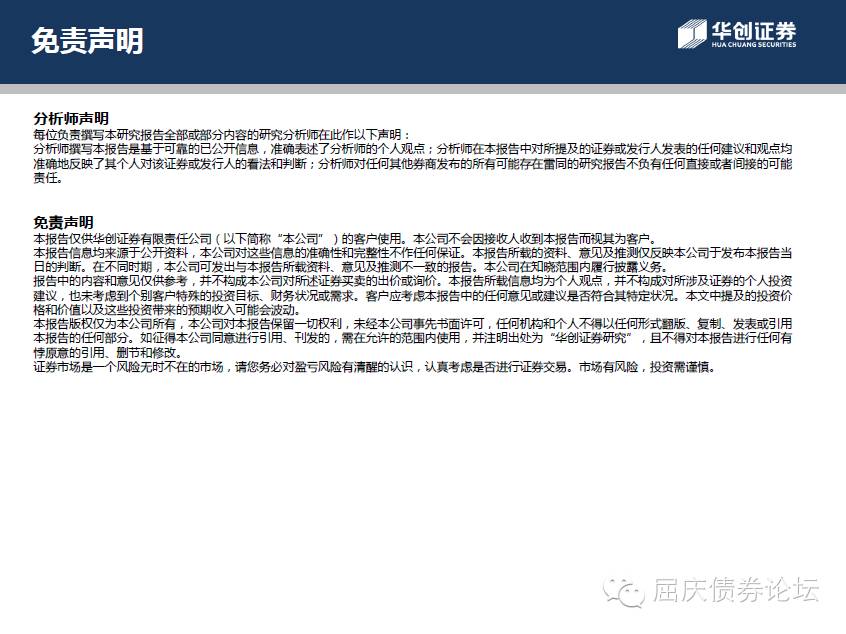 免责声明
华创证券
HUA CHUANG SECURITIES
分析师声明
每位负责撰写本研究报告全部或部分内容的研究分析师在此作以下声明：
分析师撰写本报告是基于可靠的已公开信息，准确表述了分析师的个人观点；分析师在本报告中对所提及的证券或发行人发表的任何建议和观点均
准确地反映了其个人对该证券或发行人的看法和判断；分析师对任何其他券商发布的所有可能存在雷同的研究报告不负有任何直接或者间接的可能
责任。
免责声明
本报告仅供华创证券有限责任公司（以下简称“本公司”）的客户使用。本公司不会因接收人收到本报告而视其为客户。
本报告信息均来源于公开资料，本公司对这些信息的准确性和完整性不作任何保证。本报告所载的资料、意见及推测仅反映本公司于发布本报告当
日的判断。在不同时期，本公司可发出与本报告所载资料、意见及推测不一致的报告。本公司在知晓范围内履行披露义务。
报告中的内容和意见仅供参考，并不构成本公司对所述证券买卖的出价或询价。本报告所载信息均为个人观点，并不构成对所涉及证券的个人投资
建议，也未考虑到个别客户特殊的投资目标、财务状况或需求。客户应考虑本报告中的任何意见或建议是否符合其特定状况。本文中提及的投资价
格和价值以及这些投资带来的预期收入可能会波动。
本报告版权仅为本公司所有，本公司对本报告保留一切权利，未经本公司事先书面许可，任何机构和个人不得以任何形式翻版、复制、发表或引用
本报告的任何部分。如征得本公司同意进行引用、刊发的，需在允许的范围内使用，并注明出处为“华创证券研究”，且不得对本报告进行任何有
悖原意的引用、删节和修改。
证券市场是一个风险无时不在的市场，请您务必对盈亏风险有清醒的认识，认真考虑是否进行证券交易。市场有风险，投资需谨慎。
屈庆债券论坛